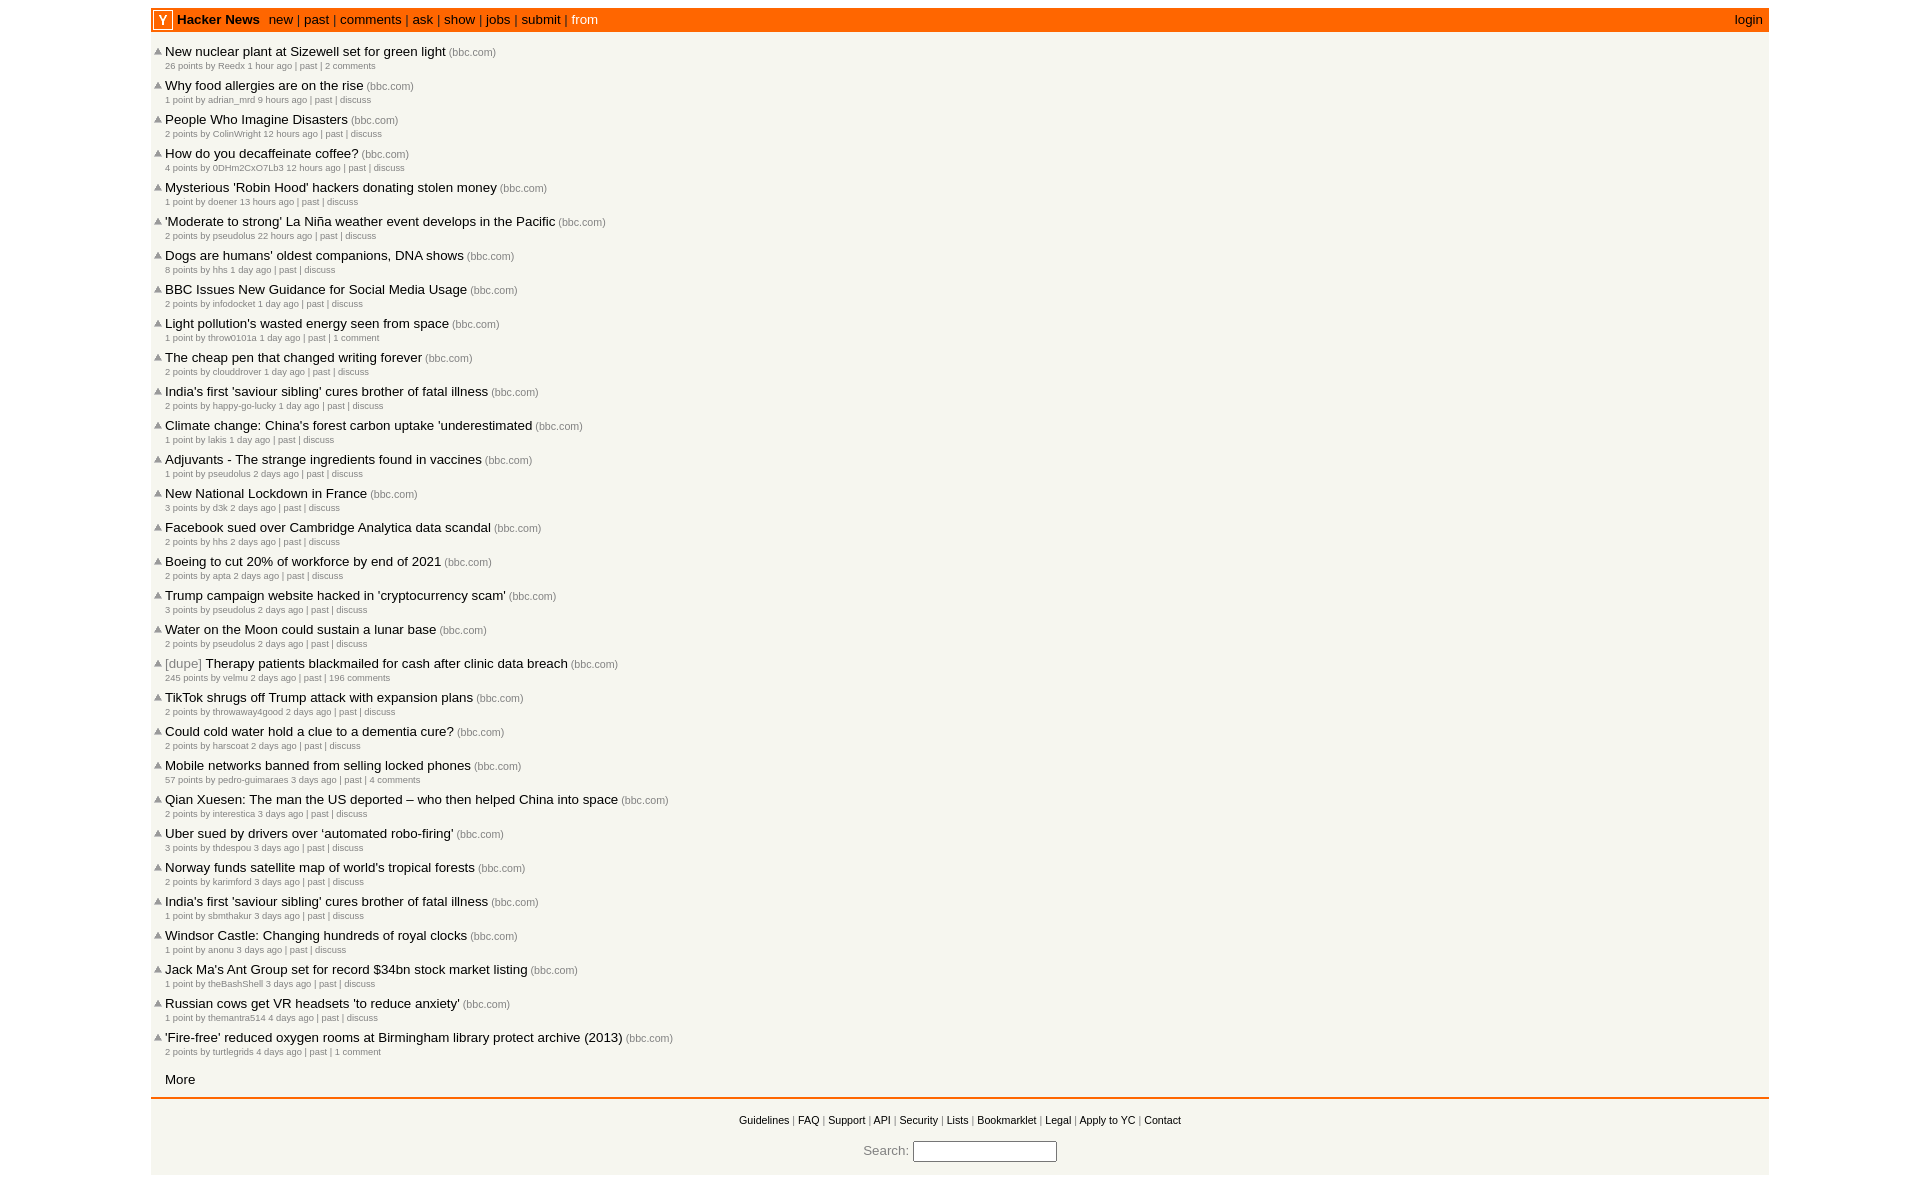 Y Hacker News new | past | comments | ask | show | jobs | submit | from login
New nuclear plant at Sizewell set for green light (bbc.com)
26 points by Reedx 1 hour ago | past | 2 comments
Why food allergies are on the rise (bbc.com)
1 point by adrian_mrd 9 hours ago | past | discuss
People Who Imagine Disasters (bbc.com)
2 points by ColinWright 12 hours ago | past | discuss
How do you decaffeinate coffee? (bbc.com)
4 points by 0DHm2CxO7Lb3 12 hours ago | past | discuss
Mysterious 'Robin Hood' hackers donating stolen money (bbc.com)
1 point by doener 13 hours ago | past | discuss
'Moderate to strong' La Niña weather event develops in the Pacific (bbc.com)
2 points by pseudolus 22 hours ago | past | discuss
Dogs are humans' oldest companions, DNA shows (bbc.com)
8 points by hhs 1 day ago | past | discuss
BBC Issues New Guidance for Social Media Usage (bbc.com)
2 points by infodocket 1 day ago | past | discuss
Light pollution's wasted energy seen from space (bbc.com)
1 point by throw0101a 1 day ago | past | 1 comment
The cheap pen that changed writing forever (bbc.com)
2 points by clouddrover 1 day ago | past | discuss
India's first 'saviour sibling' cures brother of fatal illness (bbc.com)
2 points by happy-go-lucky 1 day ago | past | discuss
Climate change: China's forest carbon uptake 'underestimated (bbc.com)
1 point by lakis 1 day ago | past | discuss
Adjuvants - The strange ingredients found in vaccines (bbc.com)
1 point by pseudolus 2 days ago | past | discuss
New National Lockdown in France (bbc.com)
3 points by d3k 2 days ago | past | discuss
Facebook sued over Cambridge Analytica data scandal (bbc.com)
2 points by hhs 2 days ago | past | discuss
Boeing to cut 20% of workforce by end of 2021 (bbc.com)
2 points by apta 2 days ago | past | discuss
Trump campaign website hacked in 'cryptocurrency scam' (bbc.com)
3 points by pseudolus 2 days ago | past | discuss
Water on the Moon could sustain a lunar base (bbc.com)
2 points by pseudolus 2 days ago | past | discuss
[dupe] Therapy patients blackmailed for cash after clinic data breach (bbc.com)
245 points by velmu 2 days ago | past | 196 comments
TikTok shrugs off Trump attack with expansion plans (bbc.com)
2 points by throwaway4good 2 days ago | past | discuss
Could cold water hold a clue to a dementia cure? (bbc.com)
2 points by harscoat 2 days ago | past | discuss
Mobile networks banned from selling locked phones (bbc.com)
57 points by pedro-guimaraes 3 days ago | past | 4 comments
Qian Xuesen: The man the US deported – who then helped China into space (bbc.com)
2 points by interestica 3 days ago | past | discuss
Uber sued by drivers over ‘automated robo-firing' (bbc.com)
3 points by thdespou 3 days ago | past | discuss
Norway funds satellite map of world's tropical forests (bbc.com)
2 points by karimford 3 days ago | past | discuss
India's first 'saviour sibling' cures brother of fatal illness (bbc.com)
1 point by sbmthakur 3 days ago | past | discuss
Windsor Castle: Changing hundreds of royal clocks (bbc.com)
1 point by anonu 3 days ago | past | discuss
Jack Ma's Ant Group set for record $34bn stock market listing (bbc.com)
1 point by theBashShell 3 days ago | past | discuss
Russian cows get VR headsets 'to reduce anxiety' (bbc.com)
1 point by themantra514 4 days ago | past | discuss
'Fire-free' reduced oxygen rooms at Birmingham library protect archive (2013) (bbc.com)
2 points by turtlegrids 4 days ago | past | 1 comment
More
Guidelines | FAQ | Support | API | Security | Lists | Bookmarklet | Legal | Apply to YC | Contact
Search: